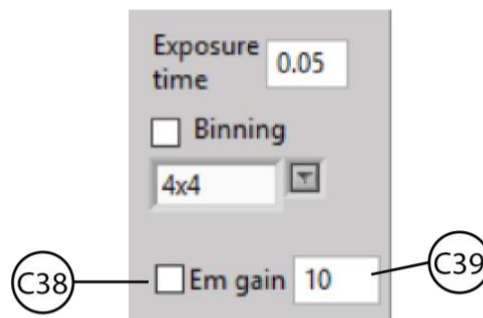 Exposure
time 0.05
Binning
4x4
C38 Em gain 10 C39